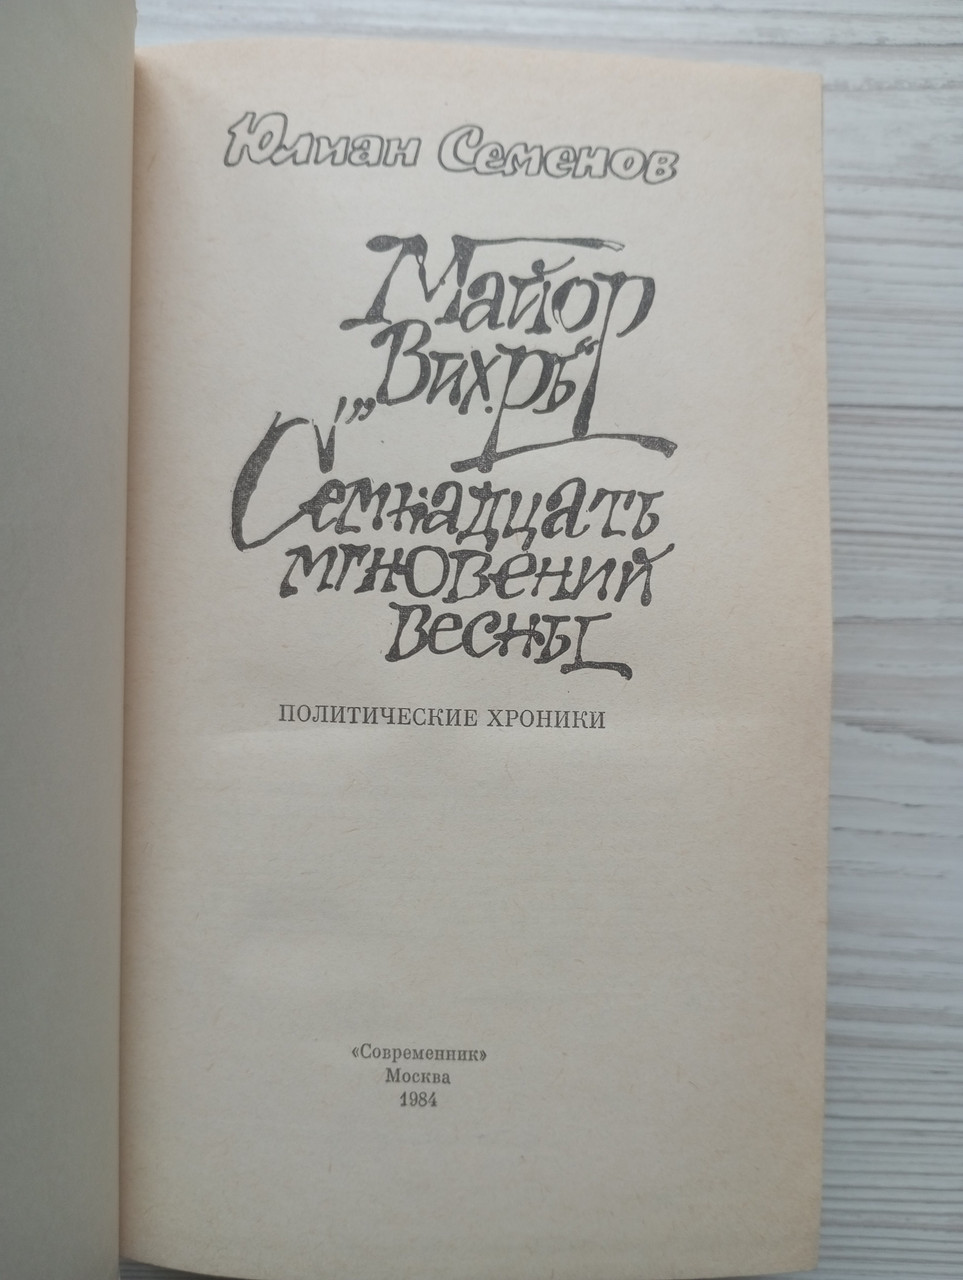 Юлиан Семенов
Майор
„Вихрь“
Семнадцать
мгновений
весны
ПОЛИТИЧЕСКИЕ ХРОНИКИ
«Современник»
Москва
1984